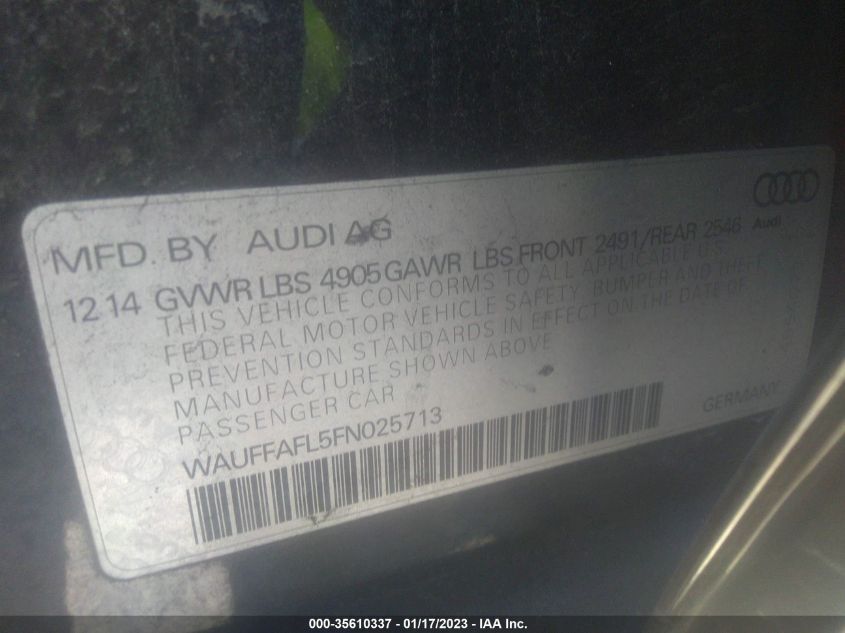 MFD. BY AUDI AG
Audi
12 14 GVWR LBS 4905 GAWR LBS FRONT 2491/REAR 2546
THIS VEHICLE CONFORMS TO ALL APPLICABLE U.S.
FEDERAL MOTOR VEHICLE SAFETY, BUMPER AND THEFT
PREVENTION STANDARDS IN EFFECT ON THE DATE OF
MANUFACTURE SHOWN ABOVE
PASSENGER CAR
WAUFFAFL5FN025713
GERMANY
000-35610337 - 01/17/2023 - IAA Inc.